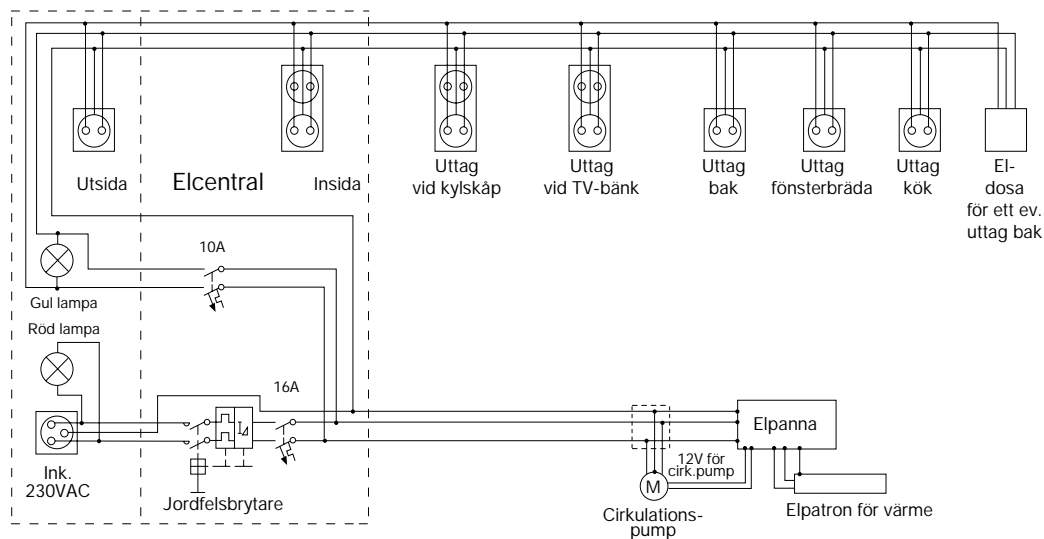 Utsida
Elcentral
Insida
Uttag
vid kylskåp
Uttag
vid TV-bänk
Uttag
bak
Uttag
fönsterbräda
Uttag
kök
El-
dosa
för ett ev.
uttag bak
10A
Gul lampa
Röd lampa
16A
I⊿
Elpanna
Ink.
230VAC
Jordfelsbrytare
12V för
cirk.pump
M
Cirkulations-
pump
Elpatron för värme